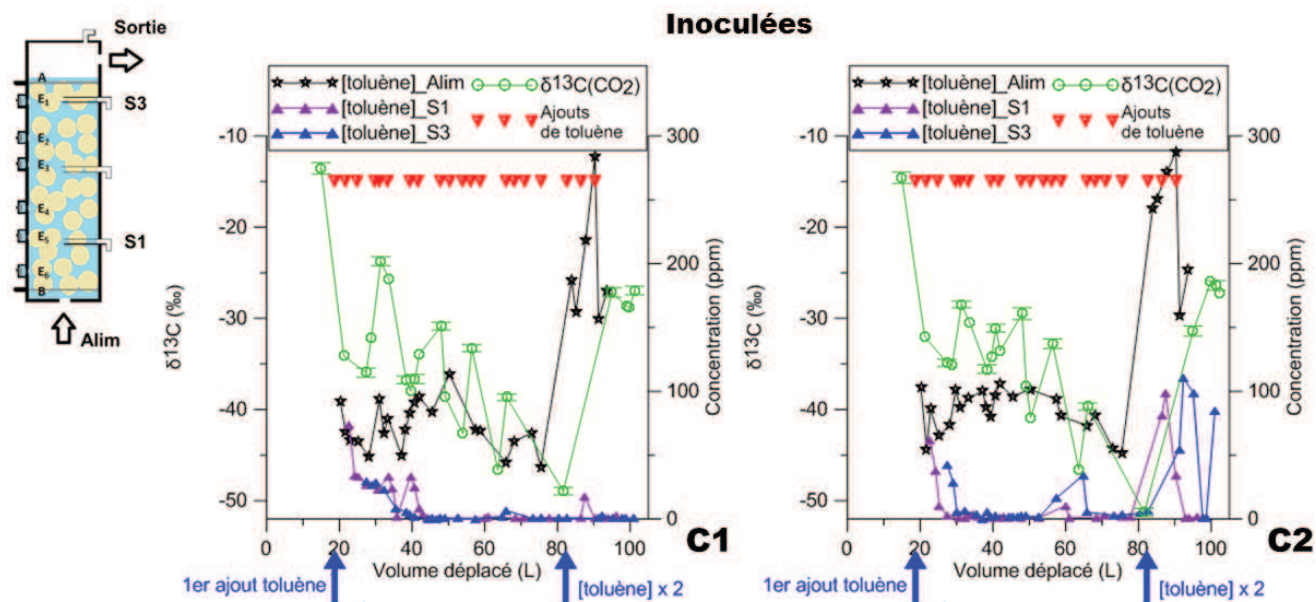 Inoculées
Sortie
A
E1
S3
E2
E3
E4
E5
S1
E6
B
Alim
[toluène]_Alim
δ13C(CO2)
[toluène]_S1
Ajouts
de toluène
[toluène]_S3
-10
-20
-30
-40
-50
δ13C (‰)
300
200
100
0
Concentration (ppm)
0 20 40 60 80 100
Volume déplacé (L)
C1
1er ajout toluène
[toluène] x 2
[toluène]_Alim
δ13C(CO2)
[toluène]_S1
Ajouts
de toluène
[toluène]_S3
-10
-20
-30
-40
-50
δ13C (‰)
300
200
100
0
Concentration (ppm)
0 20 40 60 80 100
Volume déplacé (L)
C2
1er ajout toluène
[toluène] x 2